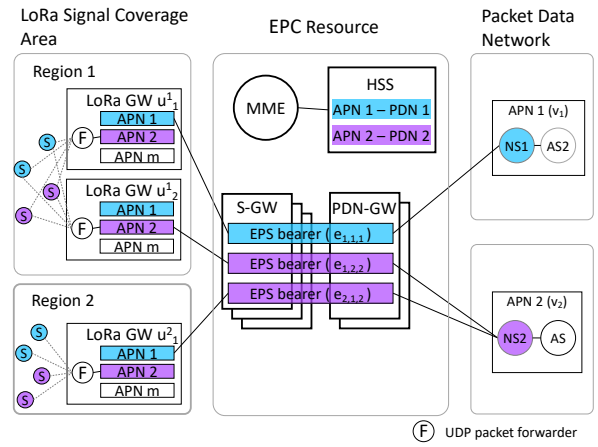 LoRa Signal Coverage
Area
EPC Resource
Packet Data
Network
Region 1
LoRa GW u¹₁
APN 1
APN 2
APN m
F
S
S
S
S
LoRa GW u¹₂
APN 1
APN 2
APN m
F
Region 2
LoRa GW u²₁
APN 1
APN 2
APN m
F
S
S
S
S
MME
HSS
APN 1 – PDN 1
APN 2 – PDN 2
S-GW
PDN-GW
EPS bearer ( e₁,₁,₁ )
EPS bearer ( e₁,₂,₂ )
EPS bearer ( e₂,₁,₂ )
APN 1 (v₁)
NS1
AS2
APN 2 (v₂)
NS2
AS
F
UDP packet forwarder